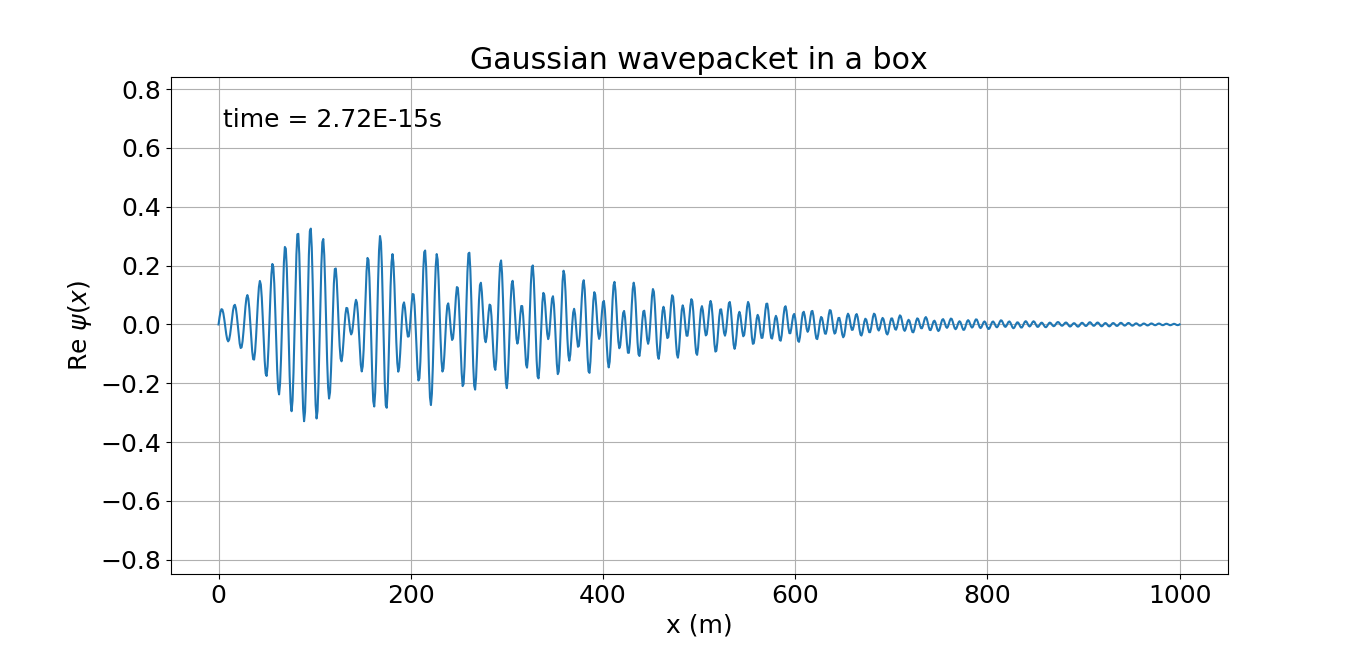 Gaussian wavepacket in a box
time = 2.72E-15s
0.8
0.6
0.4
0.2
0.0
−0.2
−0.4
−0.6
−0.8
Re ψ(x)
0 200 400 600 800 1000
x (m)